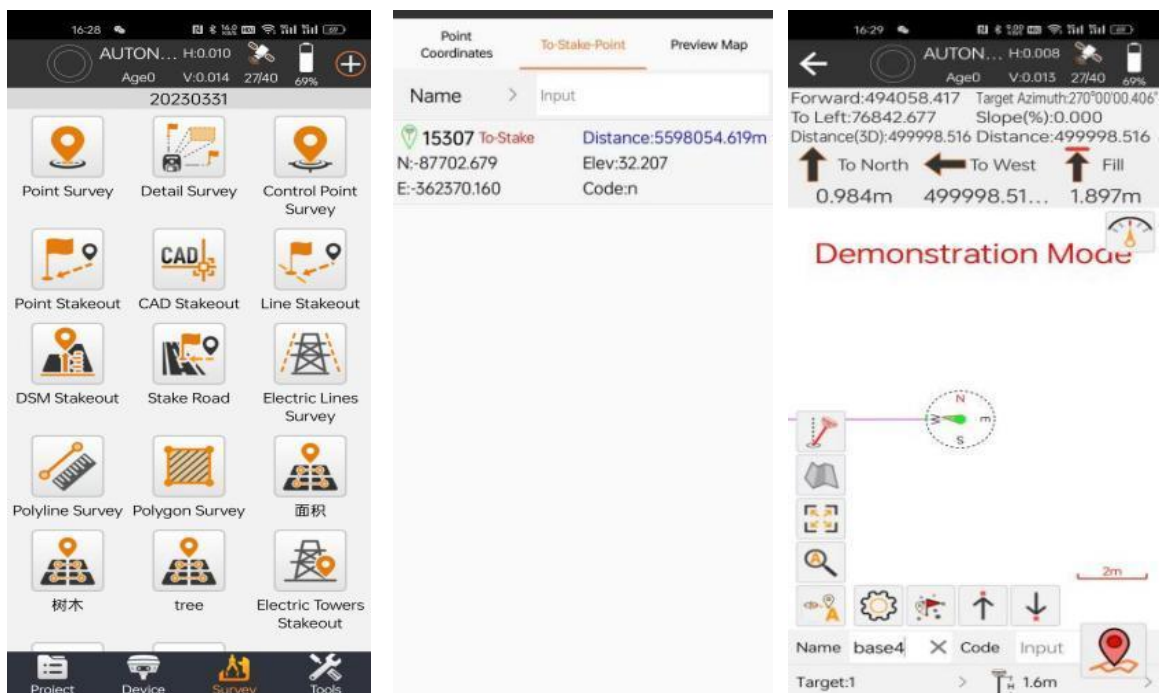 16:28
AUTON... H:0.010
Age0 V:0.014 27/40 69%
20230331
Point Survey Detail Survey Control Point Survey
Point Stakeout CAD Stakeout Line Stakeout
DSM Stakeout Stake Road Electric Lines Survey
Polyline Survey Polygon Survey 面积
树木 tree Electric Towers Stakeout
Project Device Survey Tools
Point Coordinates To-Stake-Point Preview Map
Name > Input
15307 To-Stake Distance:5598054.619m
N:-87702.679 Elev:32.207
E:-362370.160 Code:n
16:29
AUTON... H:0.008
Age0 V:0.013 27/40 69%
Forward:494058.417 Target Azimuth:270°00'00.406"
To Left:76842.677 Slope(%):0.000
Distance(3D):499998.516 Distance:499998.516
To North To West Fill
0.984m 499998.51... 1.897m
Demonstration Mode
N
W E
S
2m
Name base4 X Code Input
Target:1 > H 1.6m >